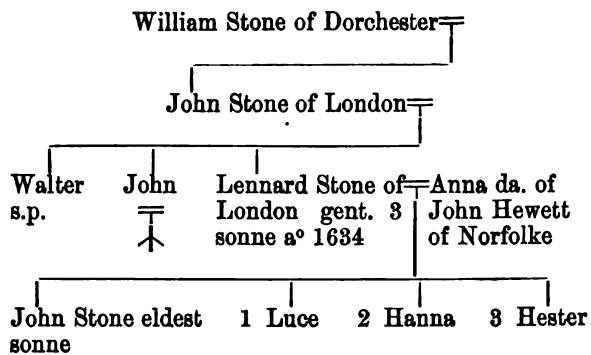 William Stone of Dorchester
John Stone of London
Walter
s.p.
John
Lennard Stone of
London gent. 3
sonne aº 1634
Anna da. of
John Hewett
of Norfolke
John Stone eldest
sonne
1 Luce
2 Hanna
3 Hester